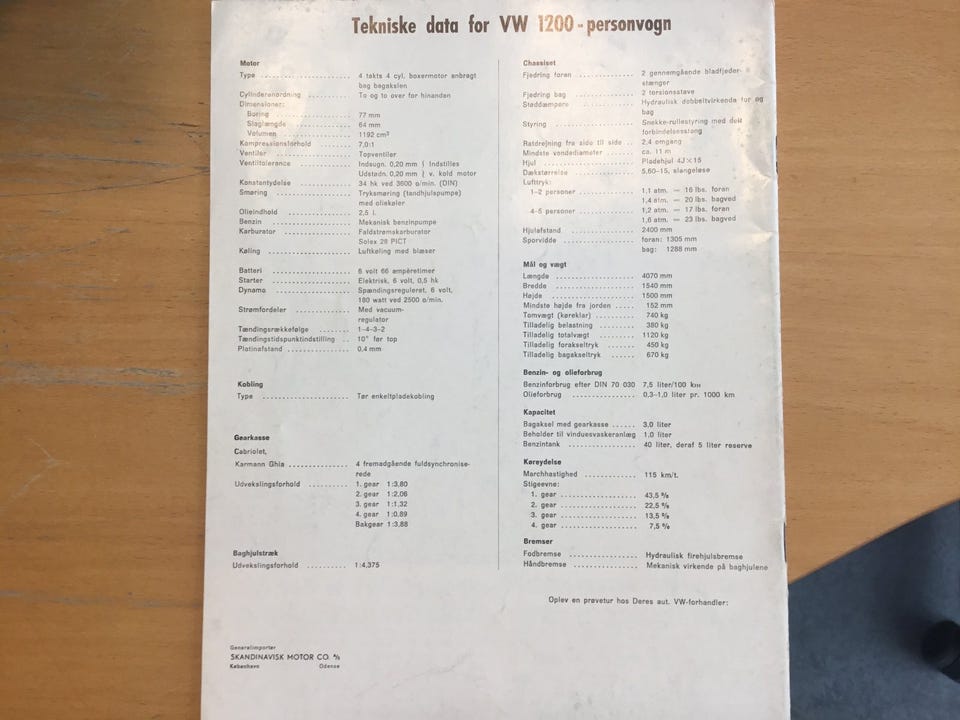 Tekniske data for VW 1200 - personvogn
Motor
Type .................... 4 takts 4 cyl. boxermotor anbragt
bag bagakslen
Cylinderanordning .......... To og to over for hinanden
Dimensioner:
Boring .................... 77 mm
Slaglængde ............... 64 mm
Volumen .................. 1192 cm³
Kompressionsforhold ....... 7,0:1
Ventiler ................... Topventiler
Ventiltolerance ............ Indsugn. 0,20 mm } Indstilles
Udstødn. 0,20 mm } v. kold motor
Konstantydelse ............ 34 hk ved 3600 o/min. (DIN)
Smøring ................... Tryksmøring (tandhjulspumpe)
med oliekøler
Olieindhold ................ 2,5 l.
Benzin .................... Mekanisk benzinpumpe
Karburator ................. Faldstrømskarburator
Solex 28 PICT
Køling .................... Luftkøling med blæser
Batteri .................... 6 volt 66 ampèretimer
Starter .................... Elektrisk, 6 volt, 0,5 hk
Dynamo .................... Spændingsreguleret, 6 volt,
180 watt ved 2500 o/min.
Strømfordeler .............. Med vacuum-
regulator
Tændingsrækkefølge ....... 1-4-3-2
Tændingstidspunktindstilling .. 10° før top
Platinafstand ................ 0,4 mm
Kobling
Type ..................... Tør enkeltpladekobling
Gearkasse
Cabriolet,
Karmann Ghia ............... 4 fremadgående fuldsynchronise-
rede
Udvekslingsforhold .......... 1. gear 1:3,80
2. gear 1:2,06
3. gear 1:1,32
4. gear 1:0,89
Bakgear 1:3,88
Baghjulstræk
Udvekslingsforhold .......... 1:4,375
Generalimportør
SKANDINAVISK MOTOR CO. A/S
København Odense
Chassiset
Fjedring foran .............. 2 gennemgående bladfjeder-
stænger
Fjedring bag ............... 2 torsionsstave
Støddæmpere .............. Hydraulisk dobbeltvirkende for og
bag
Styring .................... Snekke-rullestyring med delt
forbindelsesstang
Ratdrejning fra side til side ... 2,4 omgang
Mindste vendediameter ...... ca. 11 m
Hjul ...................... Pladehjul 4J×15
Dækstørrelse ............... 5,60-15, slangeløse
Lufttryk:
1-2 personer .............. 1,1 atm. = 16 lbs. foran
1,4 atm. = 20 lbs. bagved
4-5 personer .............. 1,2 atm. = 17 lbs. foran
1,6 atm. = 23 lbs. bagved
Hjulafstand ................ 2400 mm
Sporvidde ................. foran: 1305 mm
bag: 1288 mm
Mål og vægt
Længde ................... 4070 mm
Bredde .................... 1540 mm
Højde ..................... 1500 mm
Mindste højde fra jorden ..... 152 mm
Tomvægt (køreklar) ......... 740 kg
Tilladelig belastning ......... 380 kg
Tilladelig totalvægt .......... 1120 kg
Tilladelig forakseltryk ....... 450 kg
Tilladelig bagakseltryk ...... 670 kg
Benzin- og olieforbrug
Benzinforbrug efter DIN 70 030 7,5 liter/100 km
Olieforbrug ................ 0,3-1,0 liter pr. 1000 km
Kapacitet
Bagaksel med gearkasse ...... 3,0 liter
Beholder til vinduesvaskeranlæg 1,0 liter
Benzintank ................. 40 liter, deraf 5 liter reserve
Køreydelse
Marchhastighed ............. 115 km/t.
Stigeevne:
1. gear .................... 43,5 %
2. gear .................... 22,5 %
3. gear .................... 13,5 %
4. gear .................... 7,5 %
Bremser
Fodbremse ................. Hydraulisk firehjulsbremse
Håndbremse ................ Mekanisk virkende på baghjulene
Oplev en prøvetur hos Deres aut. VW-forhandler: